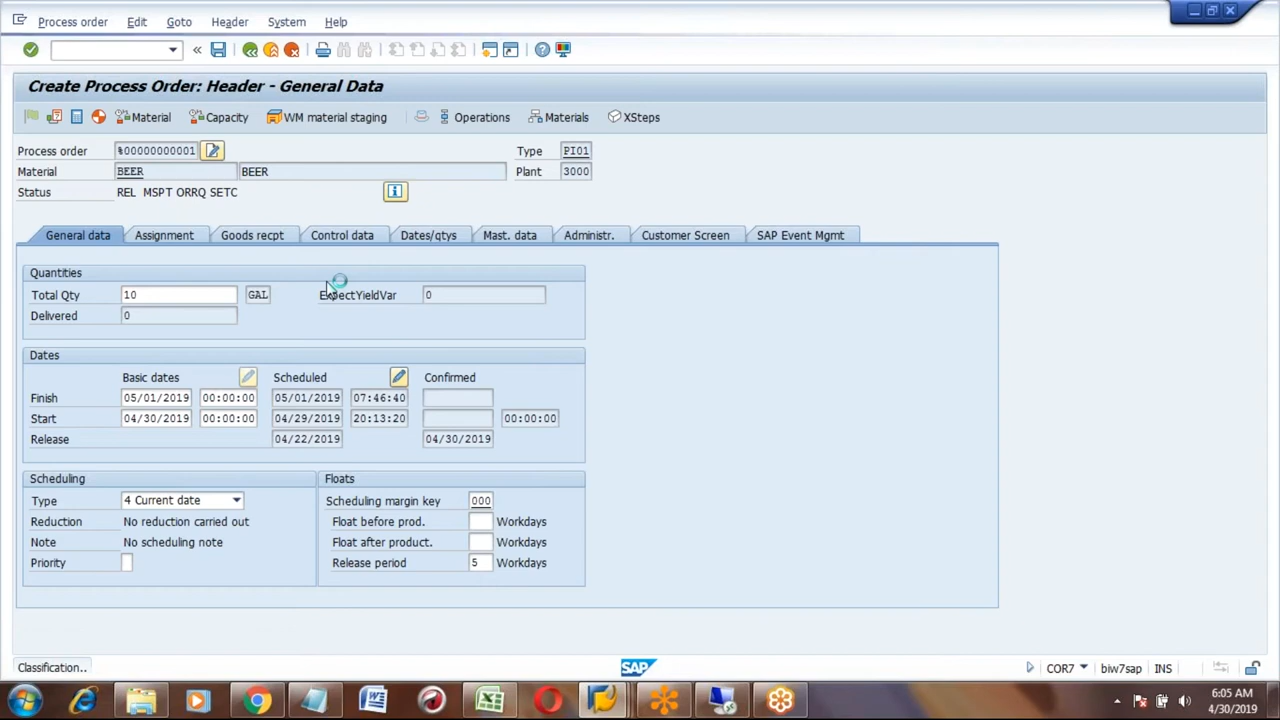 Process order Edit Goto Header System Help
Create Process Order: Header - General Data
Material Capacity WM material staging Operations Materials XSteps
Process order %00000000001 Type PI01
Material BEER BEER Plant 3000
Status REL MSPT ORRQ SETC
General data Assignment Goods recpt Control data Dates/qtys Mast. data Administr. Customer Screen SAP Event Mgmt
Quantities
Total Qty 10 GAL ExpectYieldVar 0
Delivered 0
Dates
Basic dates Scheduled Confirmed
Finish 05/01/2019 00:00:00 05/01/2019 07:46:40
Start 04/30/2019 00:00:00 04/29/2019 20:13:20 00:00:00
Release 04/22/2019 04/30/2019
Scheduling Floats
Type 4 Current date Scheduling margin key 000
Reduction No reduction carried out Float before prod. Workdays
Note No scheduling note Float after product. Workdays
Priority Release period 5 Workdays
Classification.. SAP COR7 biw7sap INS
6:05 AM
4/30/2019